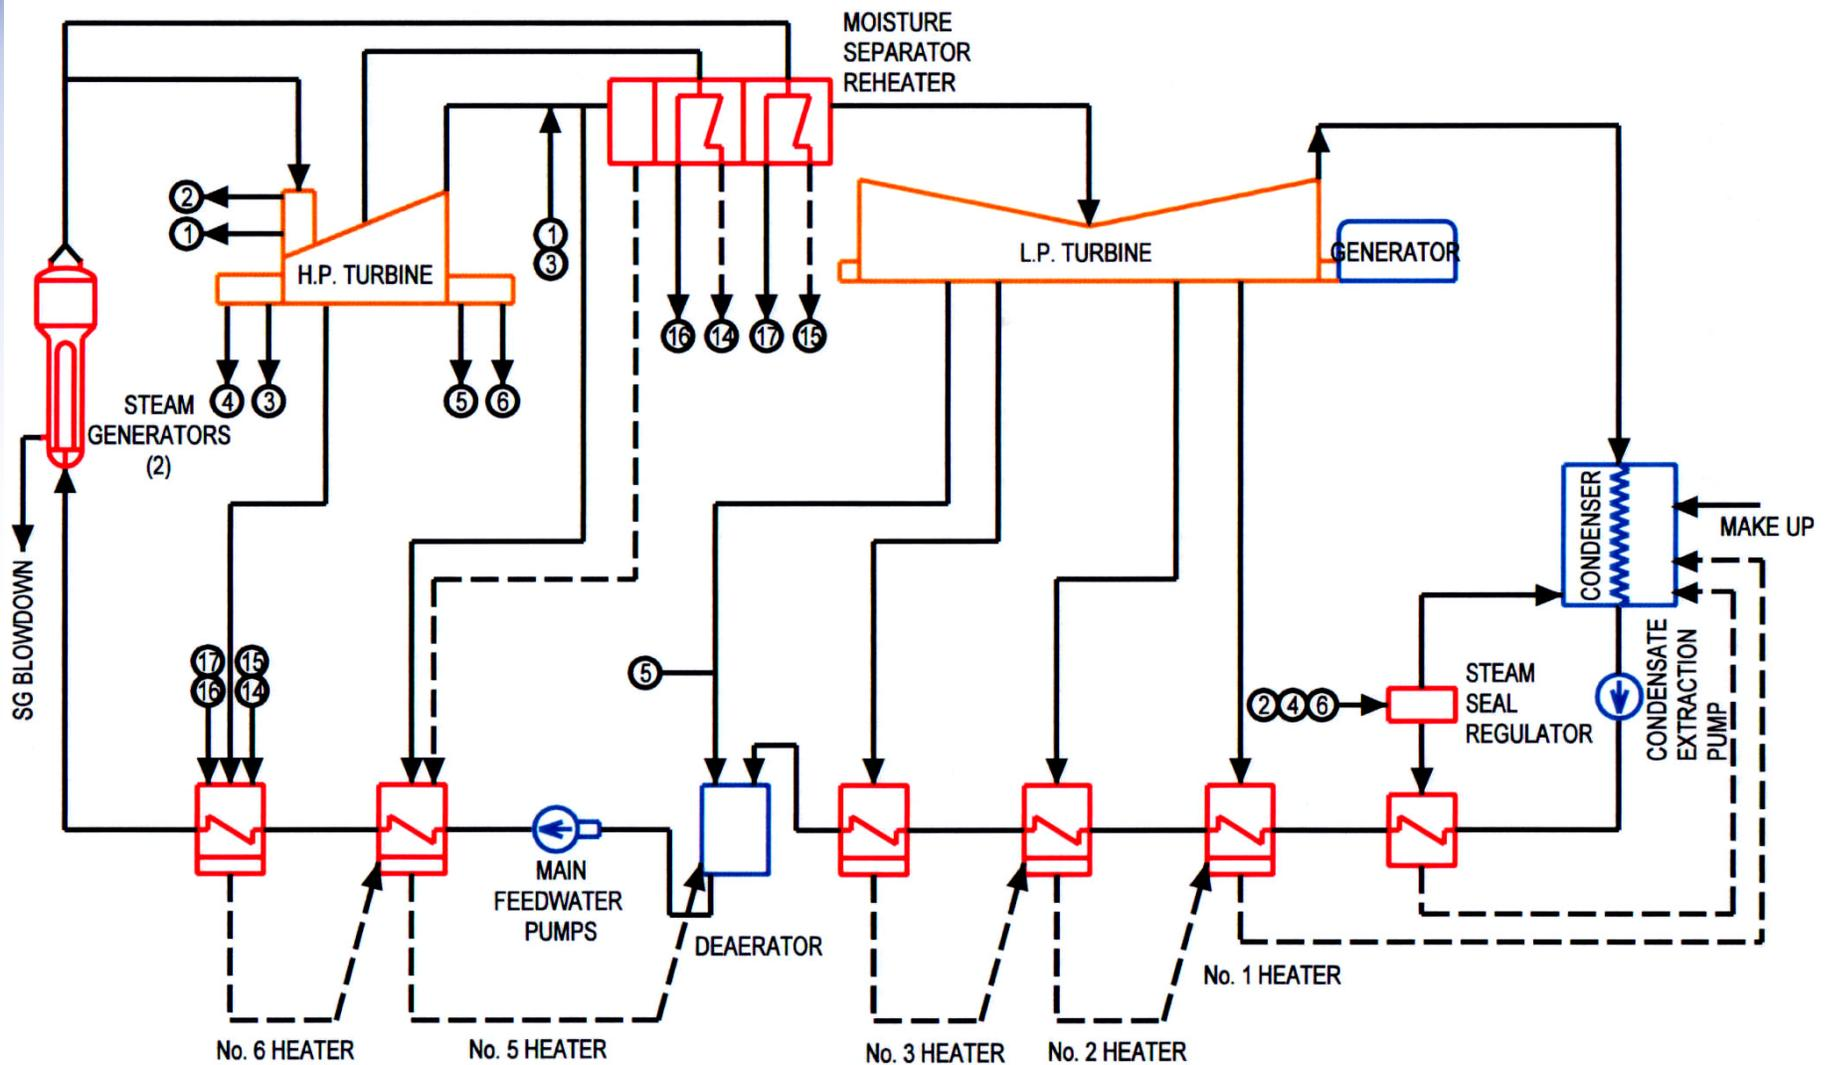 MOISTURE
SEPARATOR
REHEATER
2
1
H.P. TURBINE
1
3
L.P. TURBINE
GENERATOR
16
14
17
15
4
3
5
6
STEAM
GENERATORS
(2)
SG BLOWDOWN
CONDENSER
MAKE UP
17
16
15
14
5
2
4
6
STEAM
SEAL
REGULATOR
CONDENSATE
EXTRACTION
PUMP
MAIN
FEEDWATER
PUMPS
DEAERATOR
No. 1 HEATER
No. 6 HEATER
No. 5 HEATER
No. 3 HEATER
No. 2 HEATER